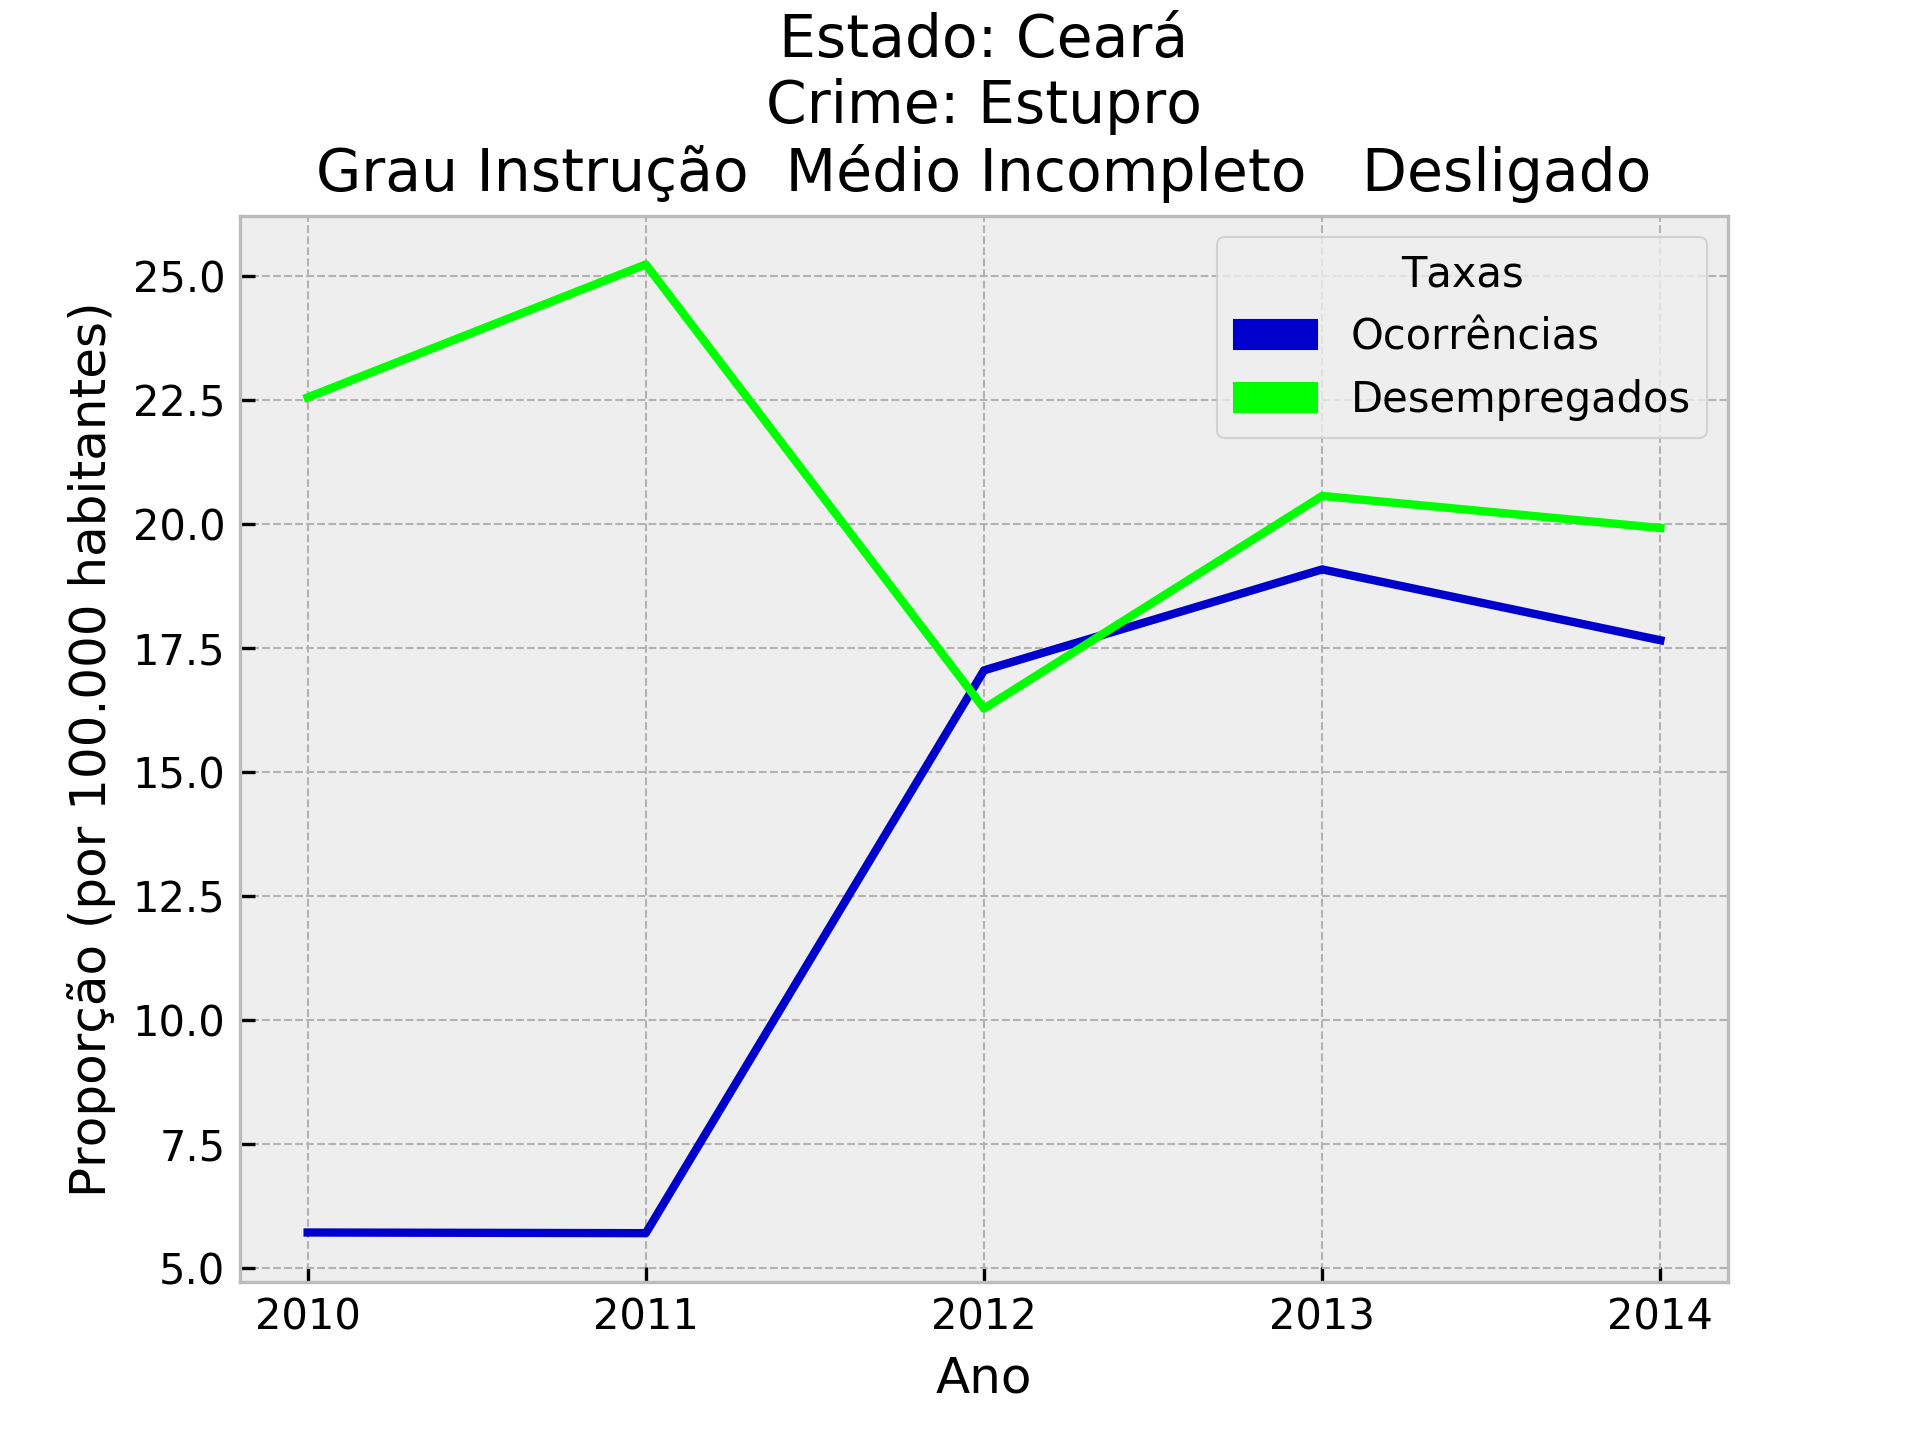 Estado: Ceará
Crime: Estupro
Grau Instrução  Médio Incompleto   Desligado
Taxas
Ocorrências
Desempregados
Proporção (por 100.000 habitantes)
25.0
22.5
20.0
17.5
15.0
12.5
10.0
7.5
5.0
2010 2011 2012 2013 2014
Ano